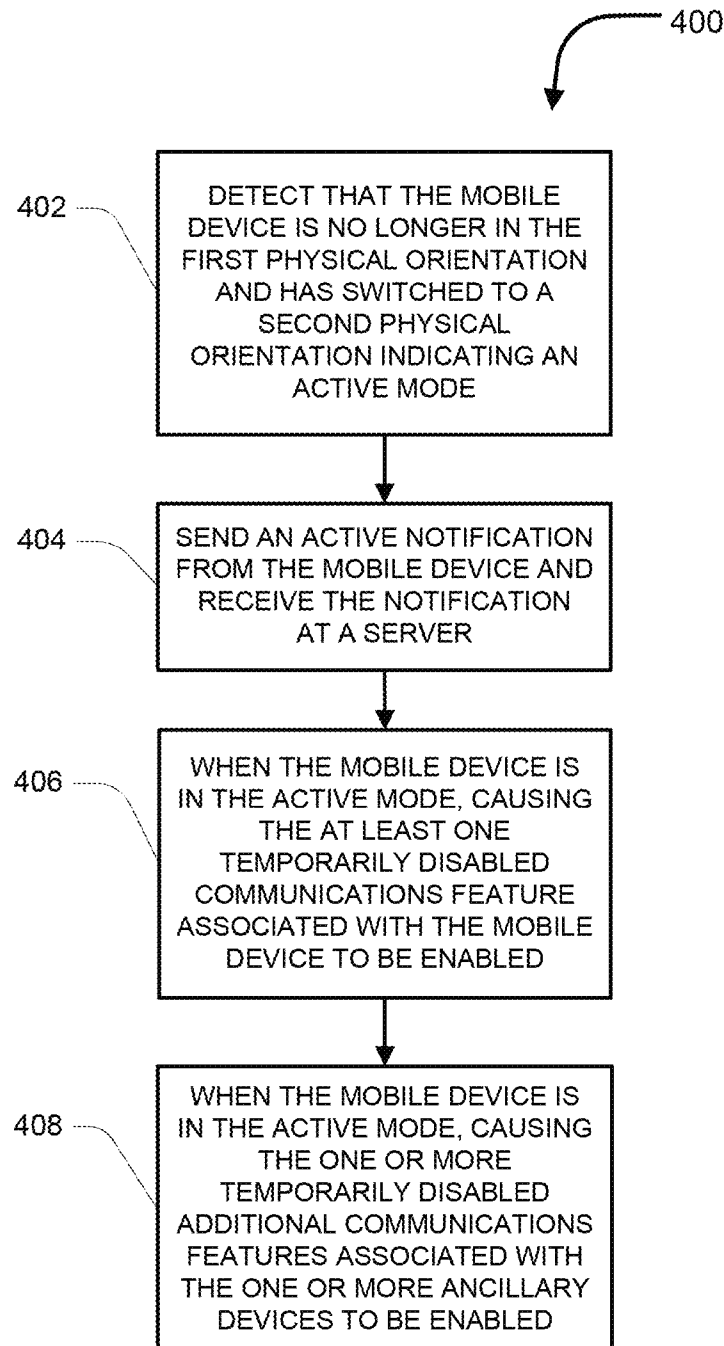 400
402
DETECT THAT THE MOBILE
DEVICE IS NO LONGER IN THE
FIRST PHYSICAL ORIENTATION
AND HAS SWITCHED TO A
SECOND PHYSICAL
ORIENTATION INDICATING AN
ACTIVE MODE
404
SEND AN ACTIVE NOTIFICATION
FROM THE MOBILE DEVICE AND
RECEIVE THE NOTIFICATION
AT A SERVER
406
WHEN THE MOBILE DEVICE IS
IN THE ACTIVE MODE, CAUSING
THE AT LEAST ONE
TEMPORARILY DISABLED
COMMUNICATIONS FEATURE
ASSOCIATED WITH THE MOBILE
DEVICE TO BE ENABLED
408
WHEN THE MOBILE DEVICE IS
IN THE ACTIVE MODE, CAUSING
THE ONE OR MORE
TEMPORARILY DISABLED
ADDITIONAL COMMUNICATIONS
FEATURES ASSOCIATED WITH
THE ONE OR MORE ANCILLARY
DEVICES TO BE ENABLED